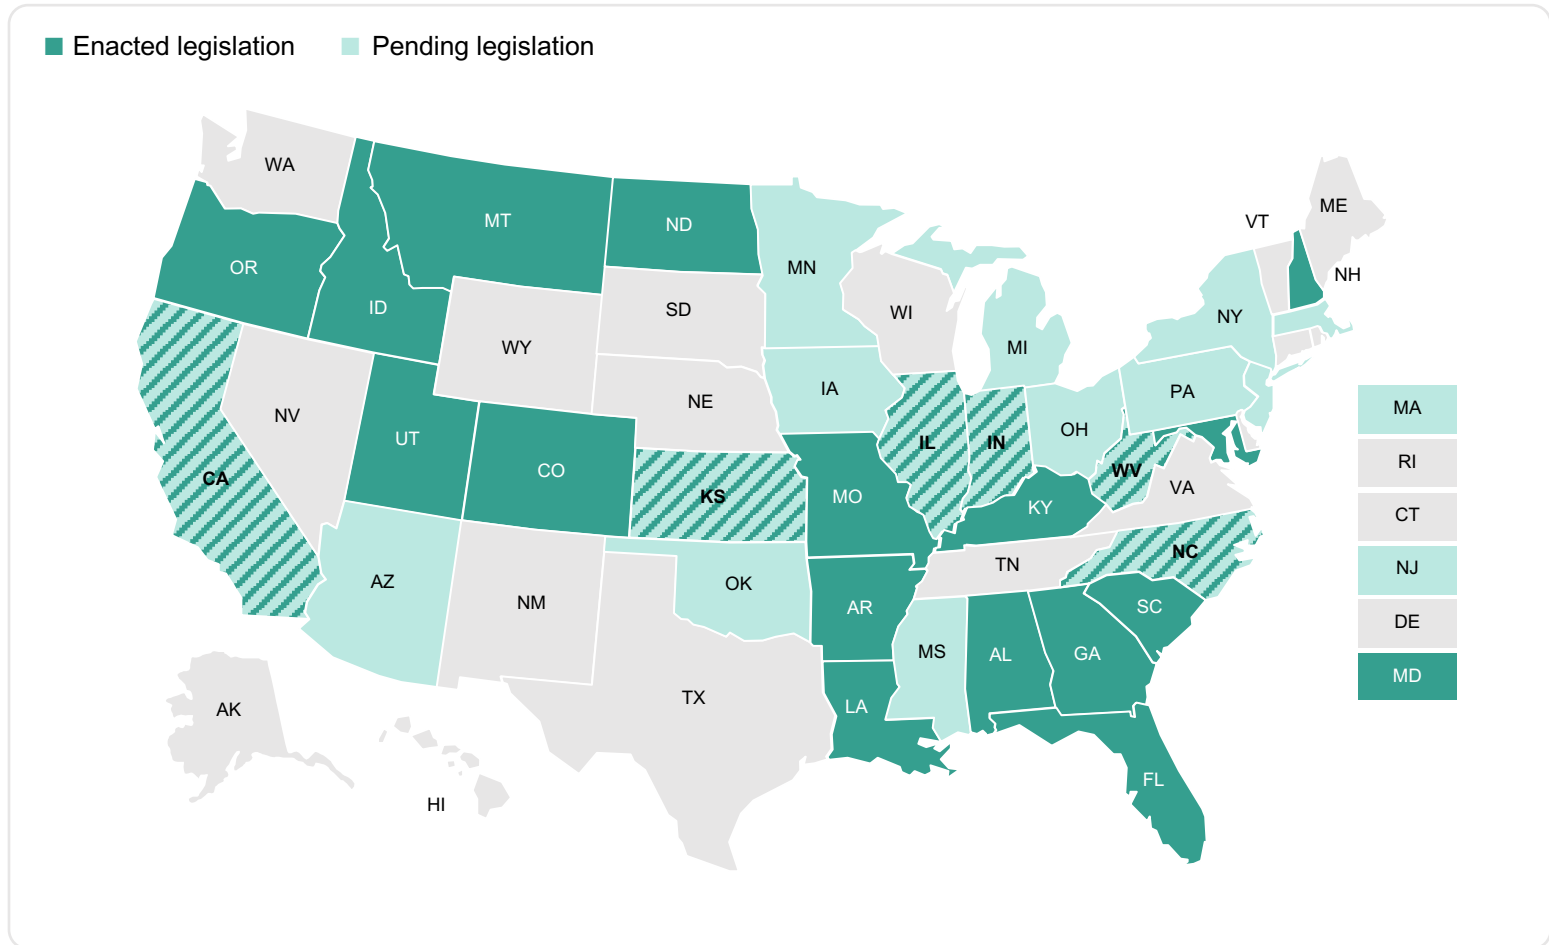 Enacted legislation
Pending legislation
WA
ME
VT
MT
ND
OR
MN
NH
ID
SD
WI
NY
WY
MI
IA
PA
NE
MA
NV
OH
UT
IL
IN
CO
RI
WV
CA
VA
KS
MO
KY
CT
NC
TN
NJ
AZ
OK
NM
AR
SC
DE
MS
AL
GA
MD
TX
LA
AK
FL
HI